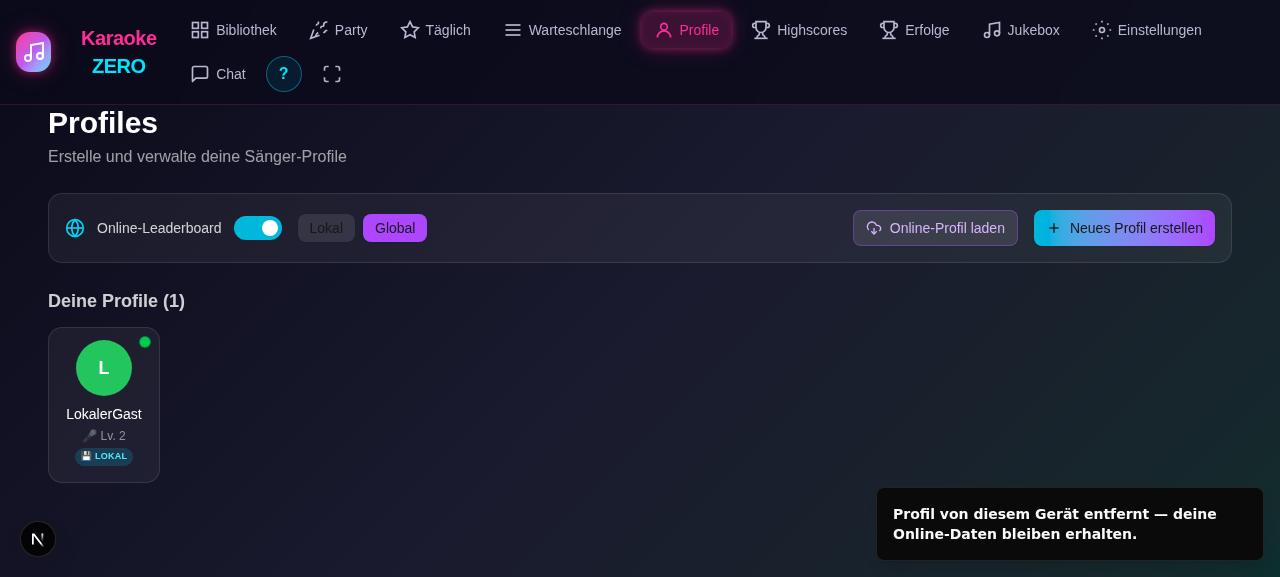 Karaoke
ZERO
Bibliothek
Party
Täglich
Warteschlange
Profile
Highscores
Erfolge
Jukebox
Einstellungen
Chat
?
Profiles
Erstelle und verwalte deine Sänger-Profile
Online-Leaderboard
Lokal
Global
Online-Profil laden
Neues Profil erstellen
Deine Profile (1)
L
LokalerGast
🎤 Lv. 2
💾 LOKAL
N
Profil von diesem Gerät entfernt — deine
Online-Daten bleiben erhalten.